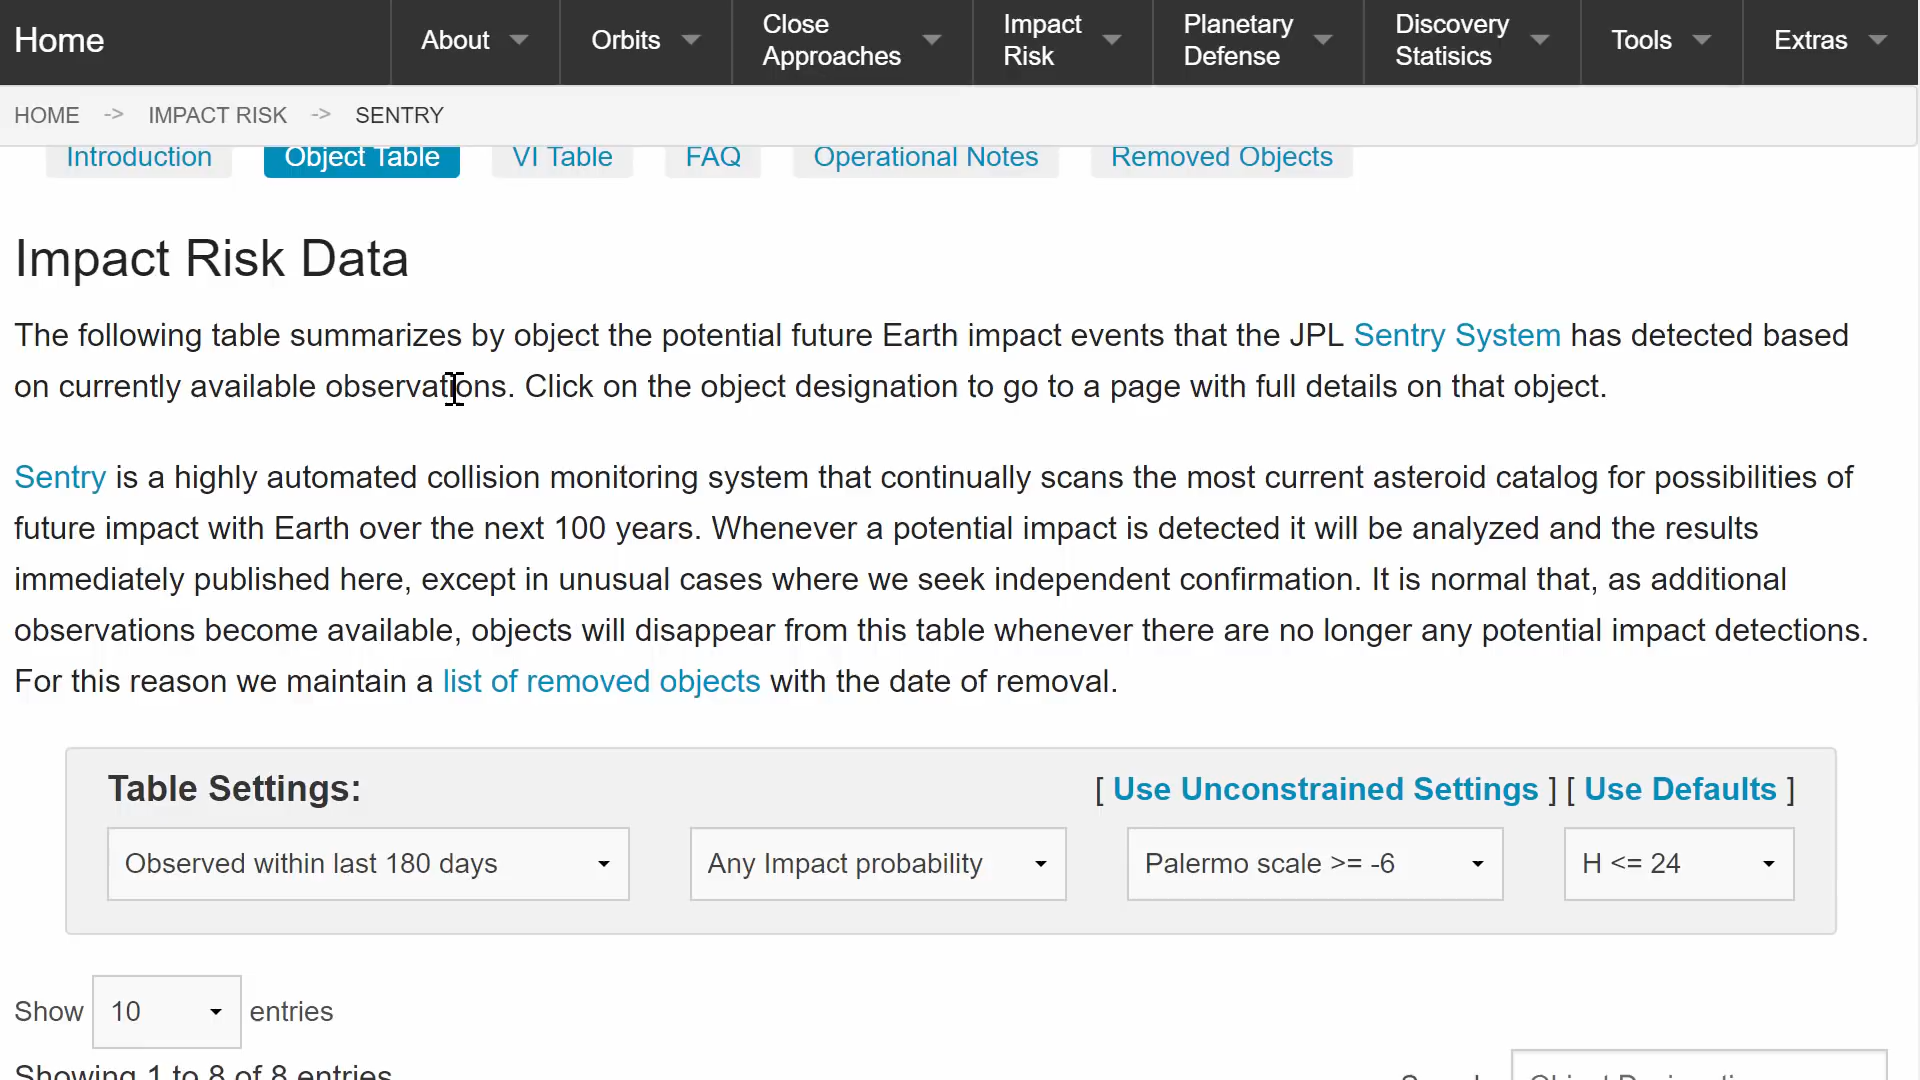 Home
About
Orbits
Close
Approaches
Impact
Risk
Planetary
Defense
Discovery
Statisics
Tools
Extras
HOME -> IMPACT RISK -> SENTRY
Introduction
Object Table
VI Table
FAQ
Operational Notes
Removed Objects
Impact Risk Data
The following table summarizes by object the potential future Earth impact events that the JPL Sentry System has detected based
on currently available observations. Click on the object designation to go to a page with full details on that object.
Sentry is a highly automated collision monitoring system that continually scans the most current asteroid catalog for possibilities of
future impact with Earth over the next 100 years. Whenever a potential impact is detected it will be analyzed and the results
immediately published here, except in unusual cases where we seek independent confirmation. It is normal that, as additional
observations become available, objects will disappear from this table whenever there are no longer any potential impact detections.
For this reason we maintain a list of removed objects with the date of removal.
Table Settings:
[ Use Unconstrained Settings ] [ Use Defaults ]
Observed within last 180 days
Any Impact probability
Palermo scale >= -6
H <= 24
Show 10 entries
Showing 1 to 8 of 8 entries